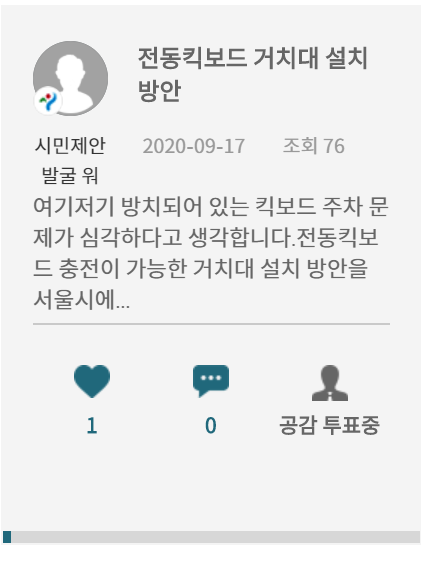 전동킥보드 거치대 설치
방안
시민제안 2020-09-17 조회 76
발굴 워
여기저기 방치되어 있는 킥보드 주차 문
제가 심각하다고 생각합니다.전동킥보
드 충전이 가능한 거치대 설치 방안을
서울시에...
1 0 공감 투표중